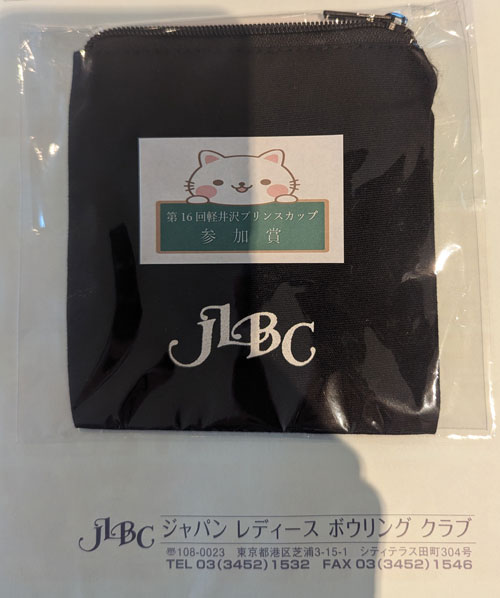 第16回軽井沢プリンスカップ
参加賞
JLBC
JLBC ジャパン レディース ボウリング クラブ
〒108-0023 東京都港区芝浦3-15-1 シティテラス田町304号
TEL 03(3452)1532 FAX 03(3452)1546